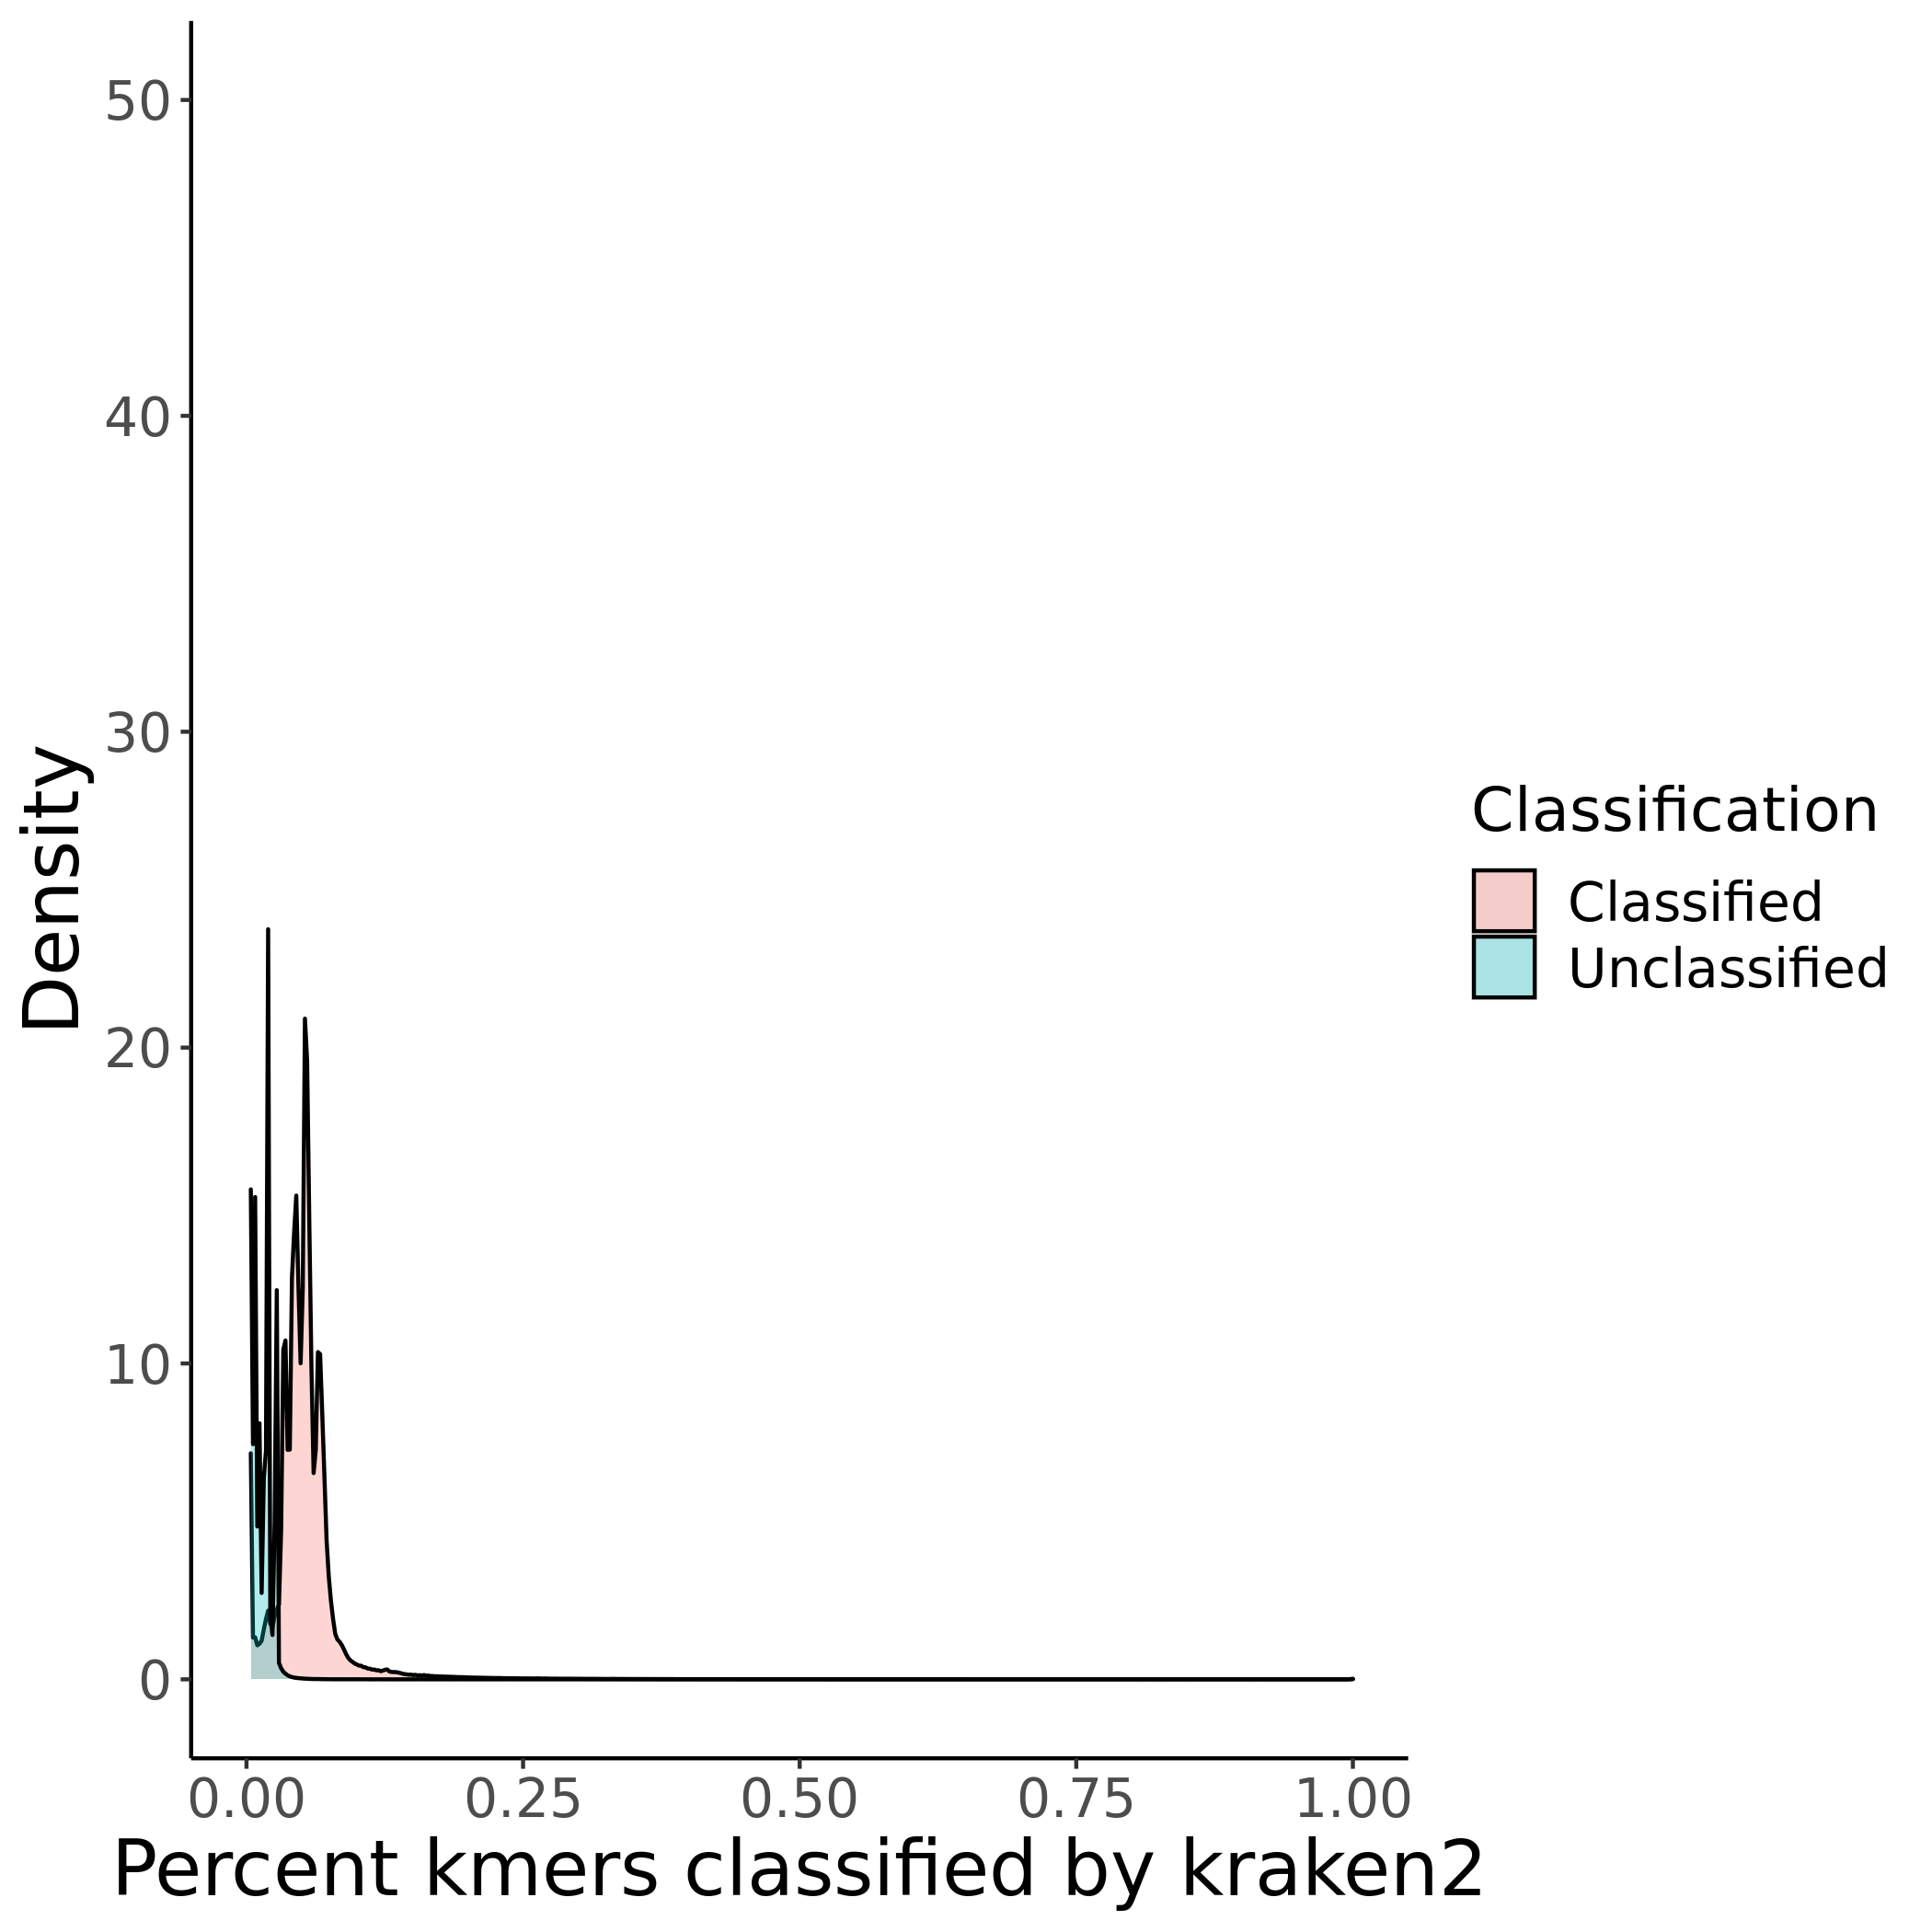 Density
50
40
30
20
10
0
0.00 0.25 0.50 0.75 1.00
Percent kmers classified by kraken2
Classification
Classified
Unclassified